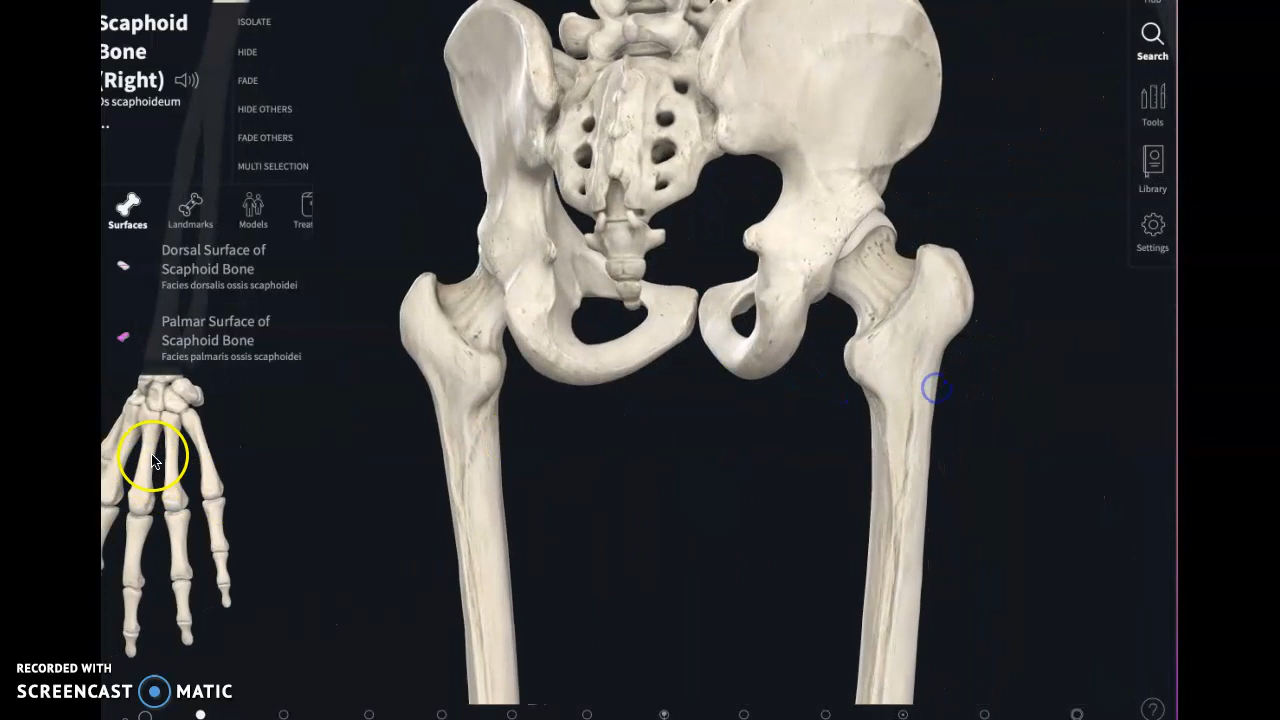 Scaphoid
Bone
(Right)
Os scaphoideum
..
ISOLATE
HIDE
FADE
HIDE OTHERS
FADE OTHERS
MULTI SELECTION
Surfaces
Landmarks
Models
Dorsal Surface of
Scaphoid Bone
Facies dorsalis ossis scaphoidei
Palmar Surface of
Scaphoid Bone
Facies palmaris ossis scaphoidei
Search
Tools
Library
Settings
?
RECORDED WITH
SCREENCAST MATIC